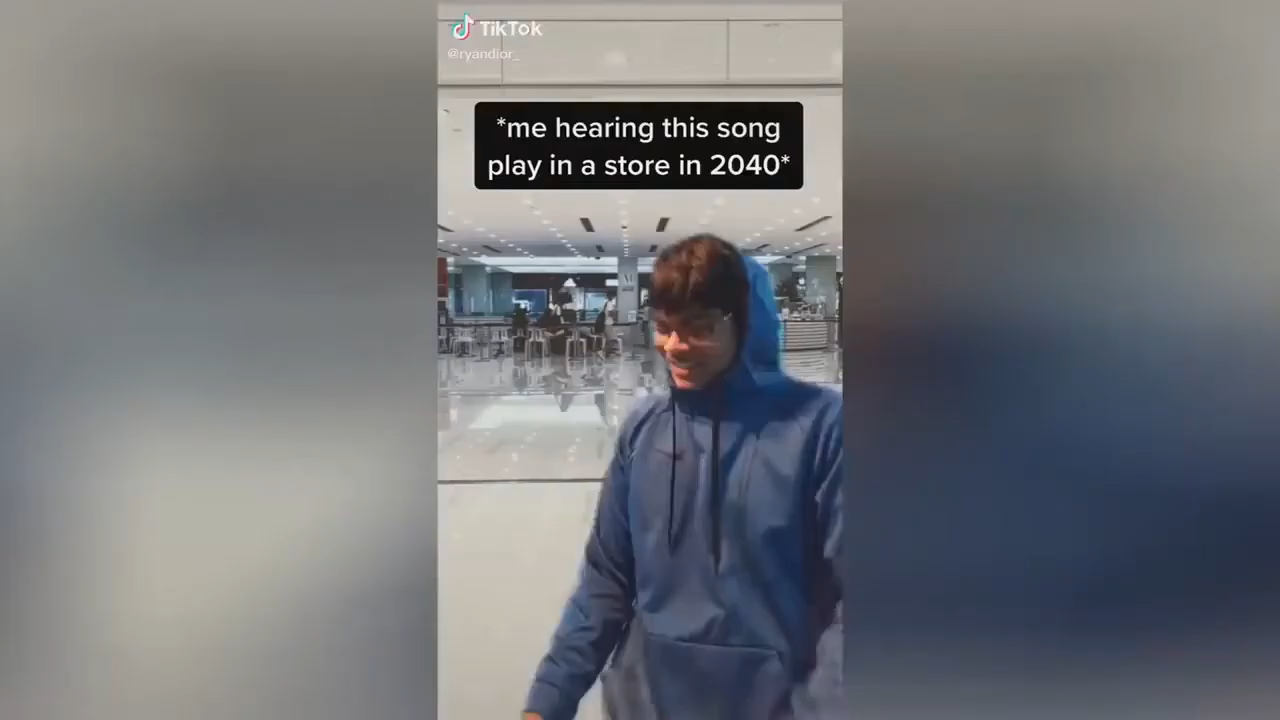 TikTok
@ryandior_
*me hearing this song
play in a store in 2040*